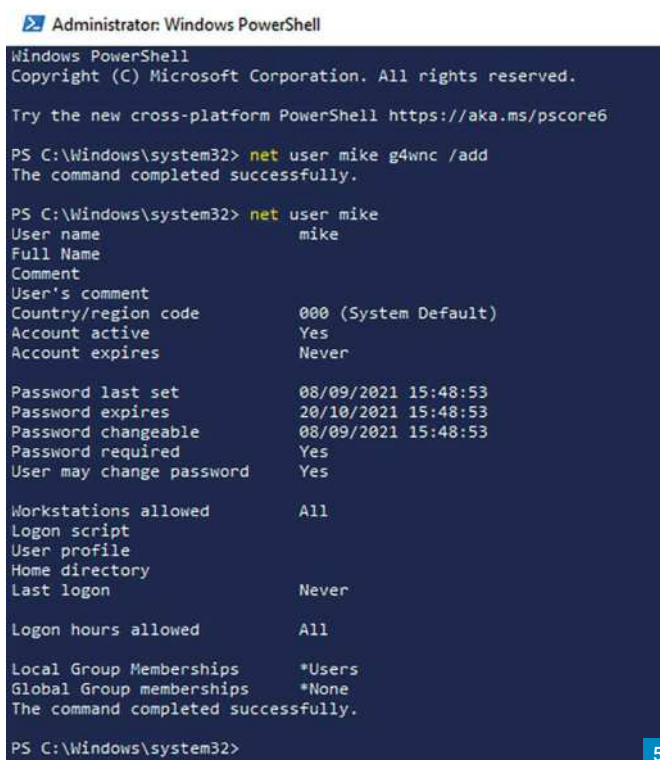 Administrator: Windows PowerShell
Windows PowerShell
Copyright (C) Microsoft Corporation. All rights reserved.
Try the new cross-platform PowerShell https://aka.ms/pscore6
PS C:\Windows\system32> net user mike g4wnc /add
The command completed successfully.
PS C:\Windows\system32> net user mike
User name mike
Full Name
Comment
User's comment
Country/region code 000 (System Default)
Account active Yes
Account expires Never
Password last set 08/09/2021 15:48:53
Password expires 20/10/2021 15:48:53
Password changeable 08/09/2021 15:48:53
Password required Yes
User may change password Yes
Workstations allowed All
Logon script
User profile
Home directory
Last logon Never
Logon hours allowed All
Local Group Memberships *Users
Global Group memberships *None
The command completed successfully.
PS C:\Windows\system32>
5